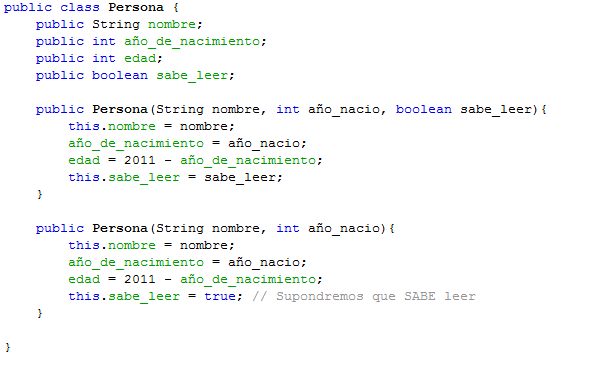 public class Persona {
    public String nombre;
    public int año_de_nacimiento;
    public int edad;
    public boolean sabe_leer;

    public Persona(String nombre, int año_nacio, boolean sabe_leer){
        this.nombre = nombre;
        año_de_nacimiento = año_nacio;
        edad = 2011 - año_de_nacimiento;
        this.sabe_leer = sabe_leer;
    }

    public Persona(String nombre, int año_nacio){
        this.nombre = nombre;
        año_de_nacimiento = año_nacio;
        edad = 2011 - año_de_nacimiento;
        this.sabe_leer = true; // Supondremos que SABE leer
    }

}